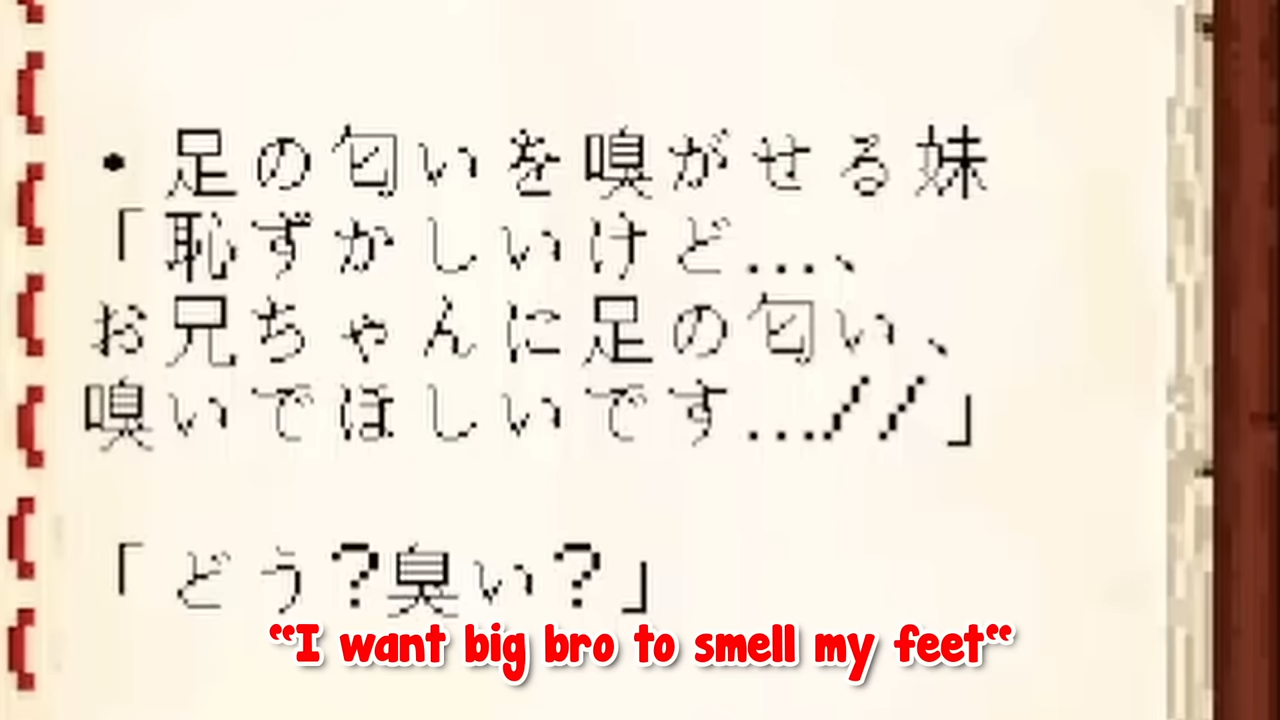 ・足の匂いを嗅がせる妹
「恥ずかしいけど...、
お兄ちゃんに足の匂い、
嗅いでほしいです...//」
「どう?臭い?」
“I want big bro to smell my feet“